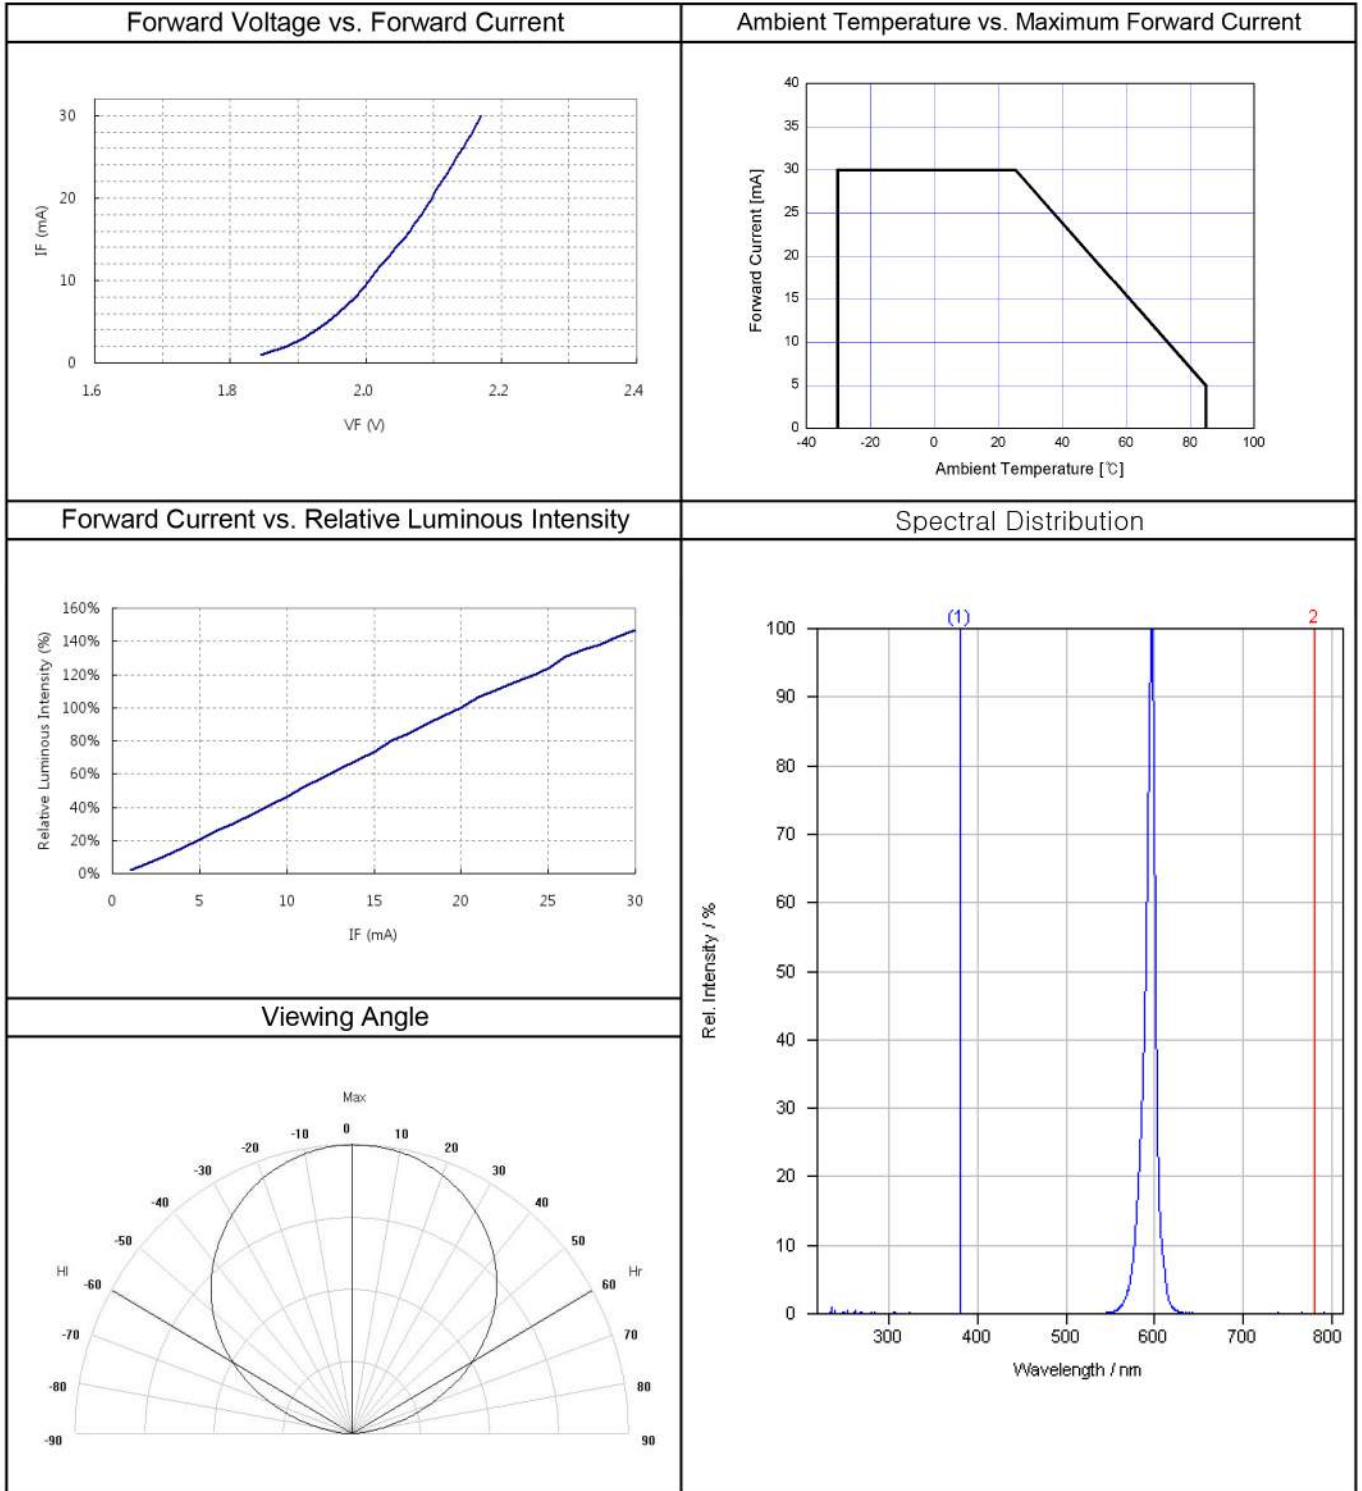 Forward Voltage vs. Forward Current
30
20
10
0
IF (mA)
1.6 1.8 2.0 2.2 2.4
VF (V)
Ambient Temperature vs. Maximum Forward Current
40
35
30
25
20
15
10
5
0
Forward Current [mA]
-40 -20 0 20 40 60 80 100
Ambient Temperature [℃]
Forward Current vs. Relative Luminous Intensity
160%
140%
120%
100%
80%
60%
40%
20%
0%
Relative Luminous Intensity (%)
0 5 10 15 20 25 30
IF (mA)
Spectral Distribution
(1) 2
100
90
80
70
60
50
40
30
20
10
0
Rel. Intensity / %
300 400 500 600 700 800
Wavelength / nm
Viewing Angle
Max
-10 0 10
-20 20
-30 30
-40 40
-50 50
Hl -60 60 Hr
-70 70
-80 80
-90 90